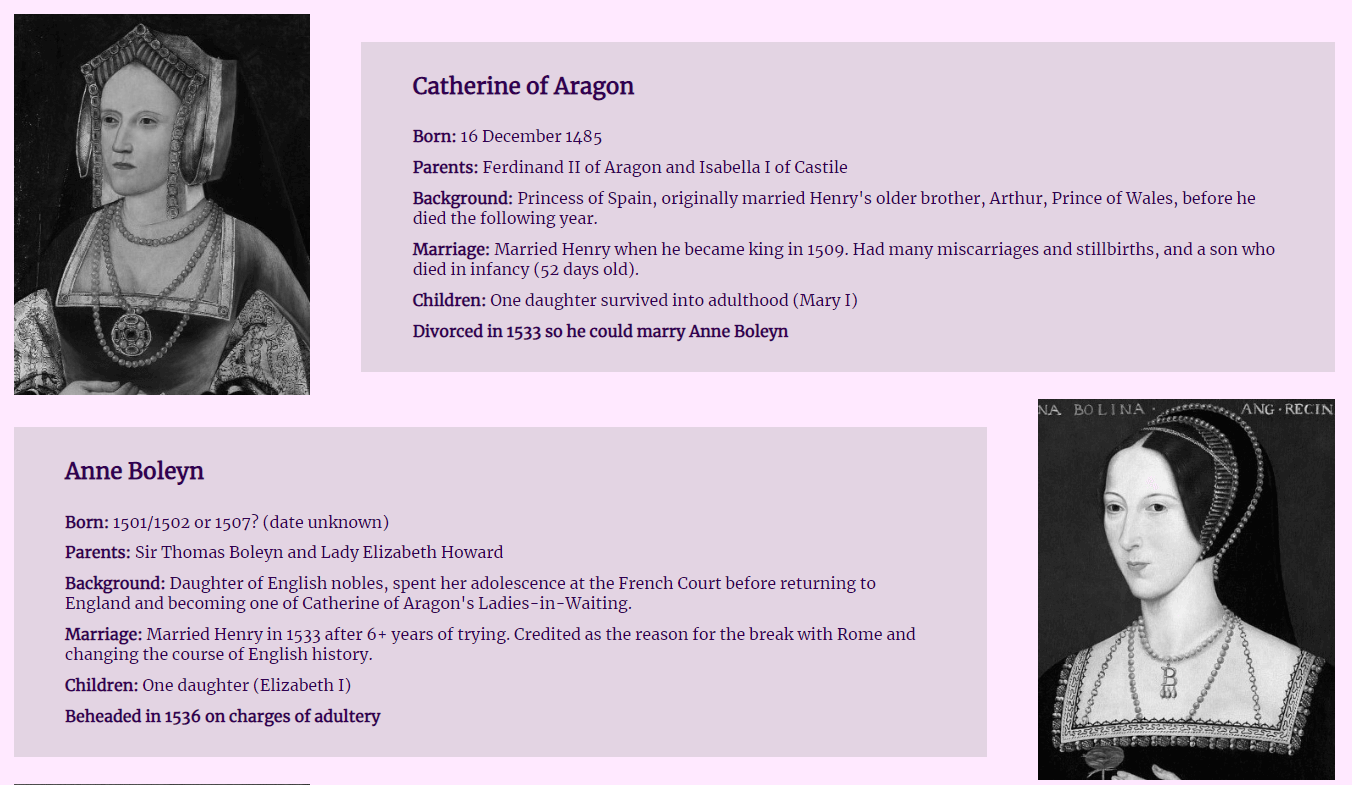 Catherine of Aragon
Born: 16 December 1485
Parents: Ferdinand II of Aragon and Isabella I of Castile
Background: Princess of Spain, originally married Henry's older brother, Arthur, Prince of Wales, before he
died the following year.
Marriage: Married Henry when he became king in 1509. Had many miscarriages and stillbirths, and a son who
died in infancy (52 days old).
Children: One daughter survived into adulthood (Mary I)
Divorced in 1533 so he could marry Anne Boleyn
NA BOLINA · ANG · REGIN
Anne Boleyn
Born: 1501/1502 or 1507? (date unknown)
Parents: Sir Thomas Boleyn and Lady Elizabeth Howard
Background: Daughter of English nobles, spent her adolescence at the French Court before returning to
England and becoming one of Catherine of Aragon's Ladies-in-Waiting.
Marriage: Married Henry in 1533 after 6+ years of trying. Credited as the reason for the break with Rome and
changing the course of English history.
Children: One daughter (Elizabeth I)
Beheaded in 1536 on charges of adultery
B